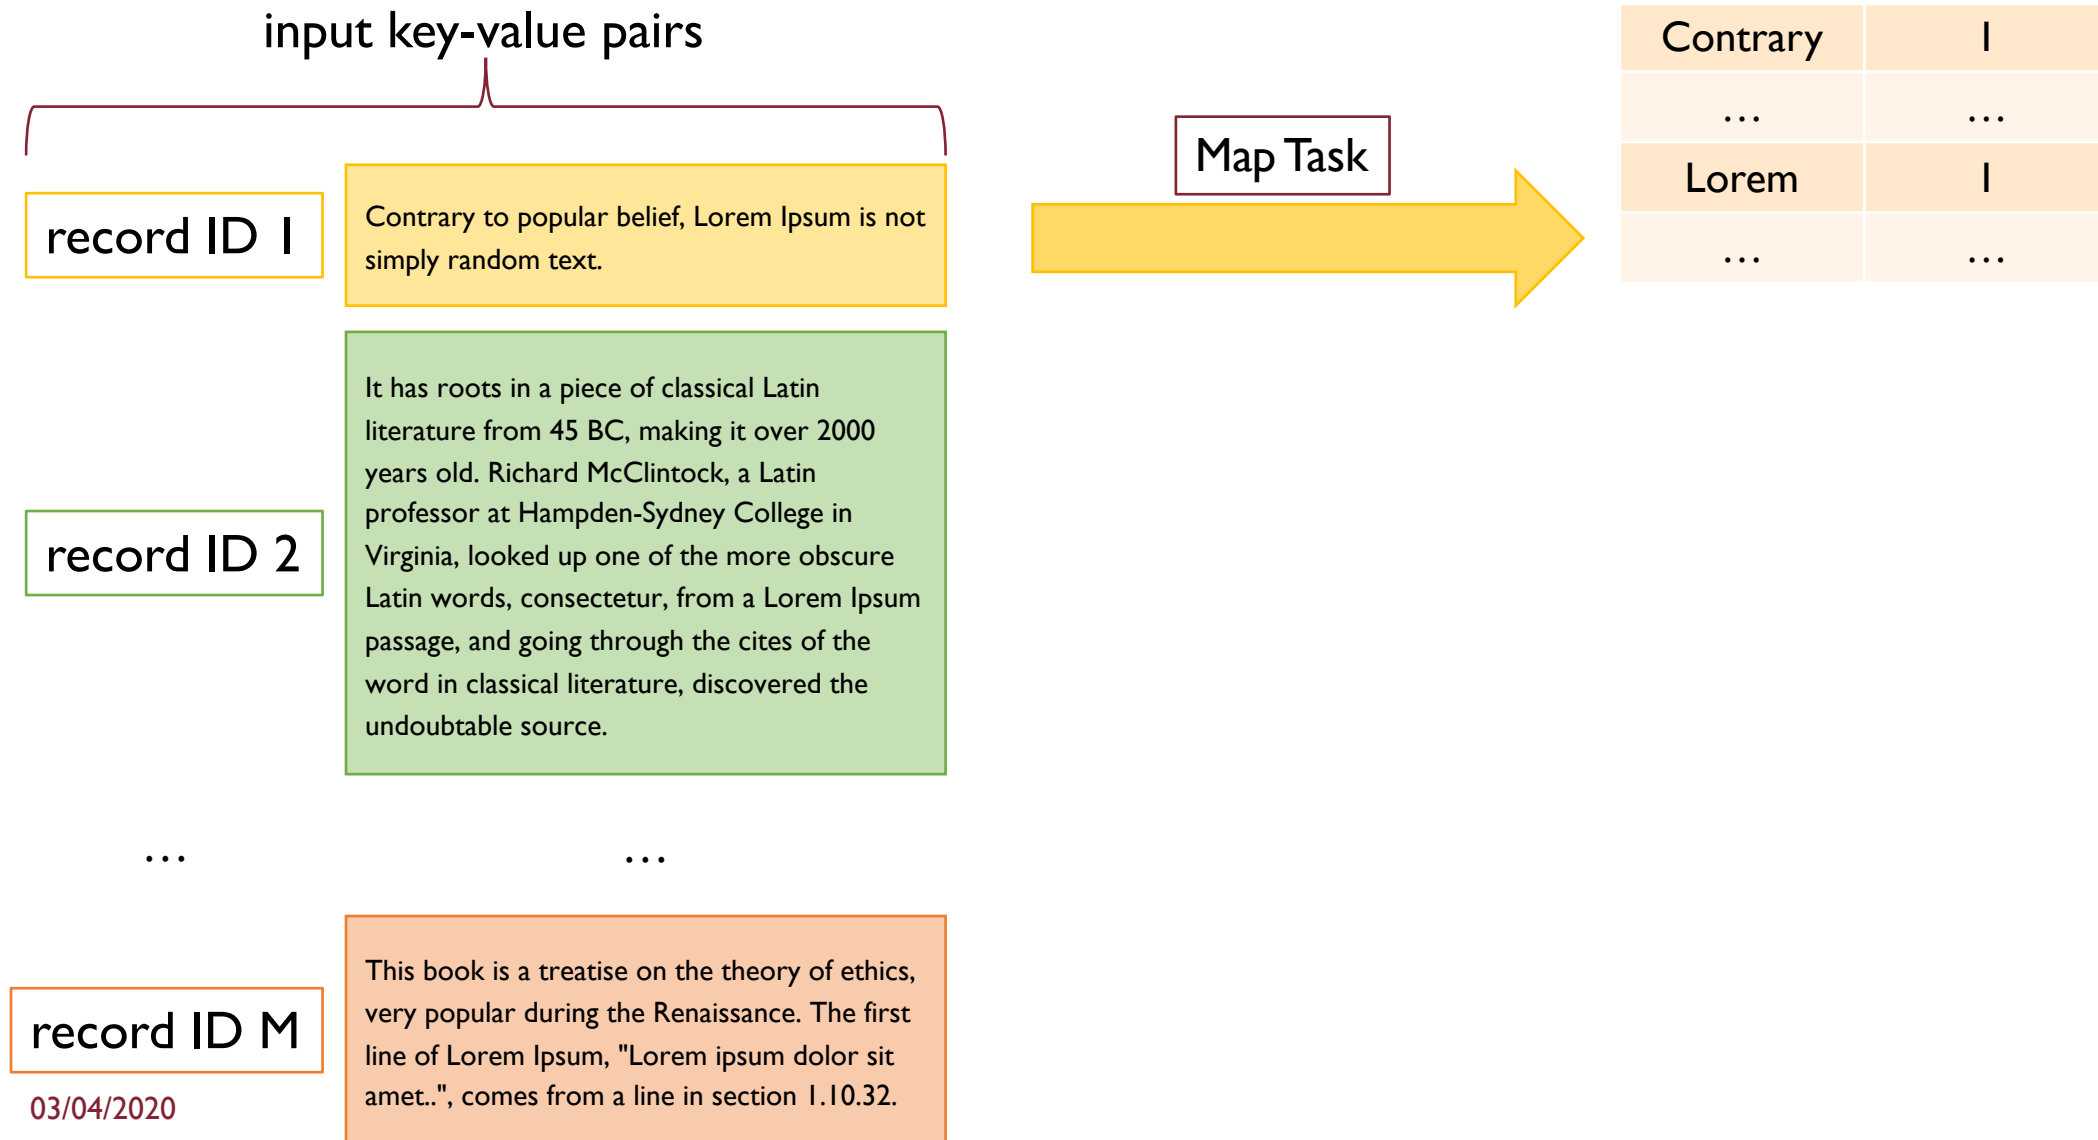 input key-value pairs
Contrary 1
… …
Lorem 1
… …
Map Task
record ID 1
Contrary to popular belief, Lorem Ipsum is not
simply random text.
record ID 2
It has roots in a piece of classical Latin
literature from 45 BC, making it over 2000
years old. Richard McClintock, a Latin
professor at Hampden-Sydney College in
Virginia, looked up one of the more obscure
Latin words, consectetur, from a Lorem Ipsum
passage, and going through the cites of the
word in classical literature, discovered the
undoubtable source.
… …
record ID M
This book is a treatise on the theory of ethics,
very popular during the Renaissance. The first
line of Lorem Ipsum, "Lorem ipsum dolor sit
amet..", comes from a line in section 1.10.32.
03/04/2020